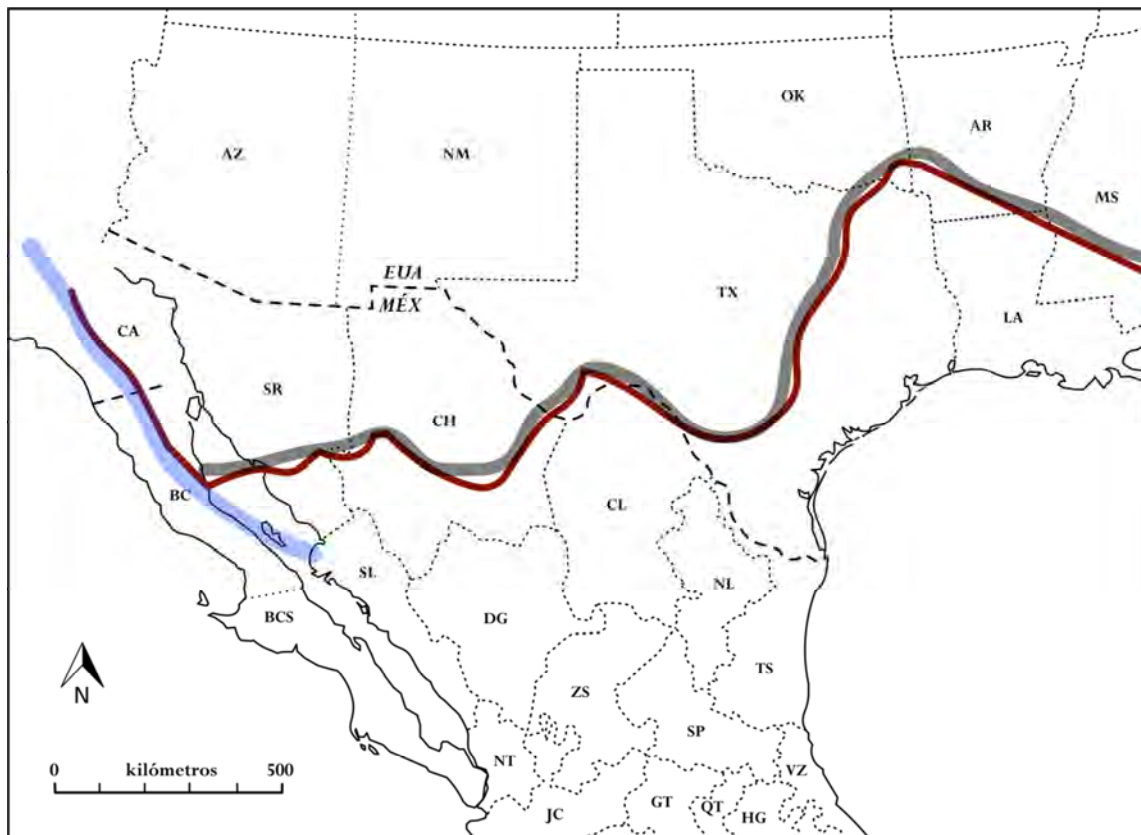 OK
AR
AZ
NM
MS
EUA
MÉX
TX
CA
LA
SR
CH
BC
CL
SL
NL
BCS
DG
TS
ZS
SP
N
NT
VZ
0 kilómetros 500
JC
GT
QT
HG